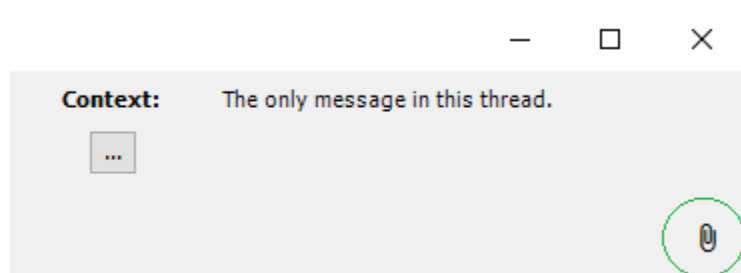 Context: The only message in this thread.
...